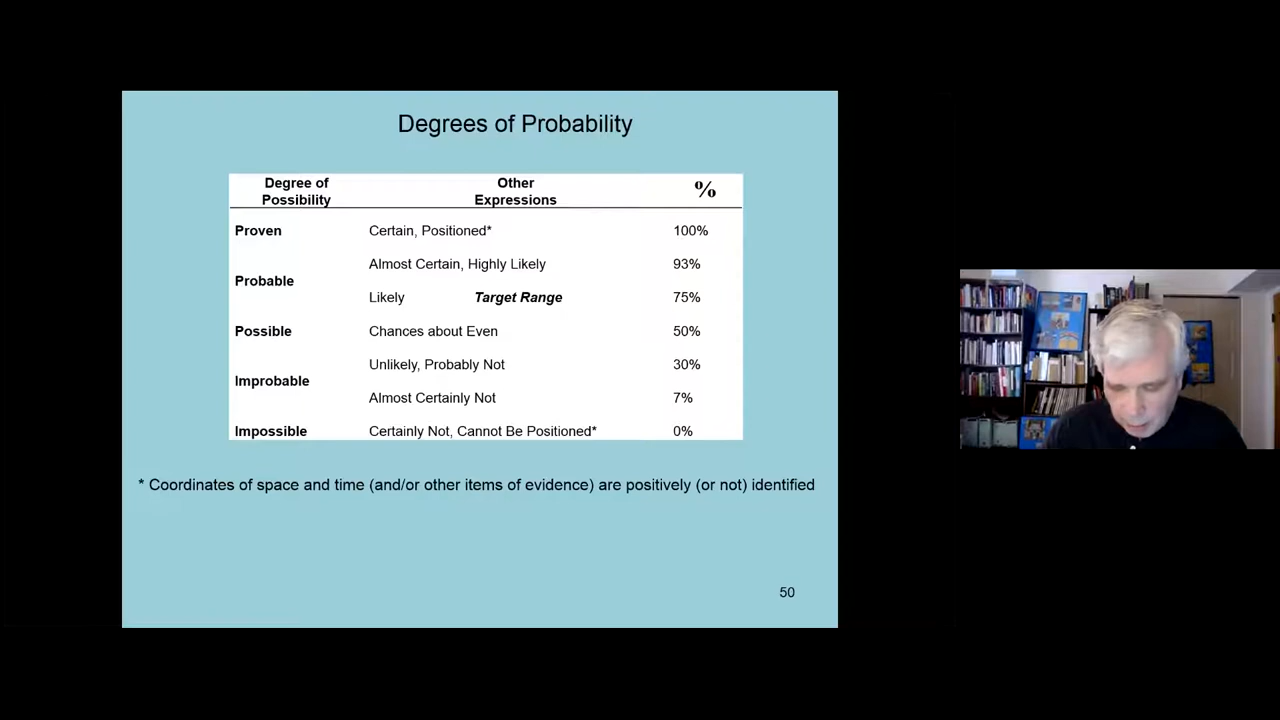 Degrees of Probability
Degree of Possibility Other Expressions %
Proven Certain, Positioned* 100%
Almost Certain, Highly Likely 93%
Probable
Likely Target Range 75%
Possible Chances about Even 50%
Unlikely, Probably Not 30%
Improbable
Almost Certainly Not 7%
Impossible Certainly Not, Cannot Be Positioned* 0%
* Coordinates of space and time (and/or other items of evidence) are positively (or not) identified
50